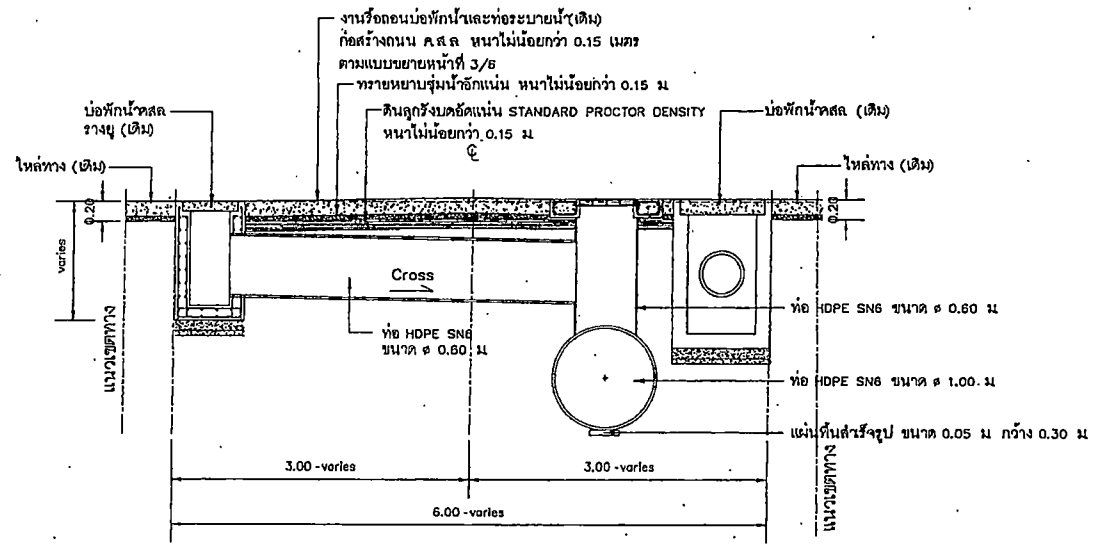 งานรื้อถอนบ่อพักน้ำและท่อระบายน้ำ(เดิม)
ก่อสร้างถนน ค.ส.ล หนาไม่น้อยกว่า 0.15 เมตร
ตามแบบขยายหน้าที่ 3/6
ทรายหยาบชุ่มน้ำอัดแน่น หนาไม่น้อยกว่า 0.15 ม
ดินลูกรังบดอัดแน่น STANDARD PROCTOR DENSITY
หนาไม่น้อยกว่า 0.15 ม
บ่อพักน้ำคสล
รางยู (เดิม)
บ่อพักน้ำคสล (เดิม)
ไหล่ทาง (เดิม)
ไหล่ทาง (เดิม)
0.20
0.20
varies
Cross
ท่อ HDPE SN6
ขนาด ø 0.60 ม
ท่อ HDPE SN6 ขนาด ø 0.60 ม
ท่อ HDPE SN6 ขนาด ø 1.00 ม
แผ่นพื้นสำเร็จรูป ขนาด 0.05 ม กว้าง 0.30 ม
แนวเขตทาง
แนวเขตทาง
3.00 -varies
3.00 -varies
6.00 -varies